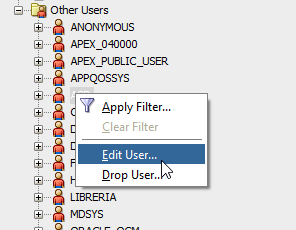 Other Users
ANONYMOUS
APEX_040000
APEX_PUBLIC_USER
APPQOSSYS
Apply Filter...
Clear Filter
Edit User...
Drop User...
LIBRERIA
MDSYS